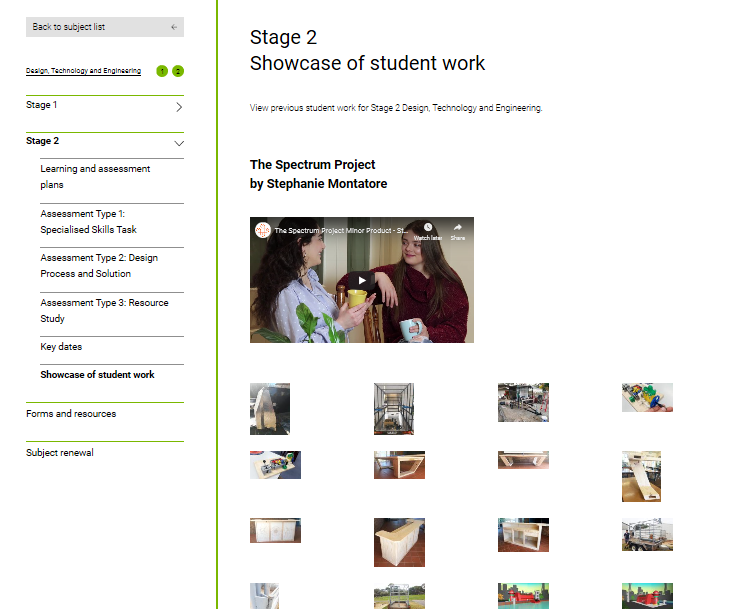 Back to subject list
Design, Technology and Engineering
1
2
Stage 1
Stage 2
Learning and assessment
plans
Assessment Type 1:
Specialised Skills Task
Assessment Type 2: Design
Process and Solution
Assessment Type 3: Resource
Study
Key dates
Showcase of student work
Forms and resources
Subject renewal
Stage 2
Showcase of student work
View previous student work for Stage 2 Design, Technology and Engineering.
The Spectrum Project
by Stephanie Montatore
The Spectrum Project Minor Product - St...
Watch later
Share